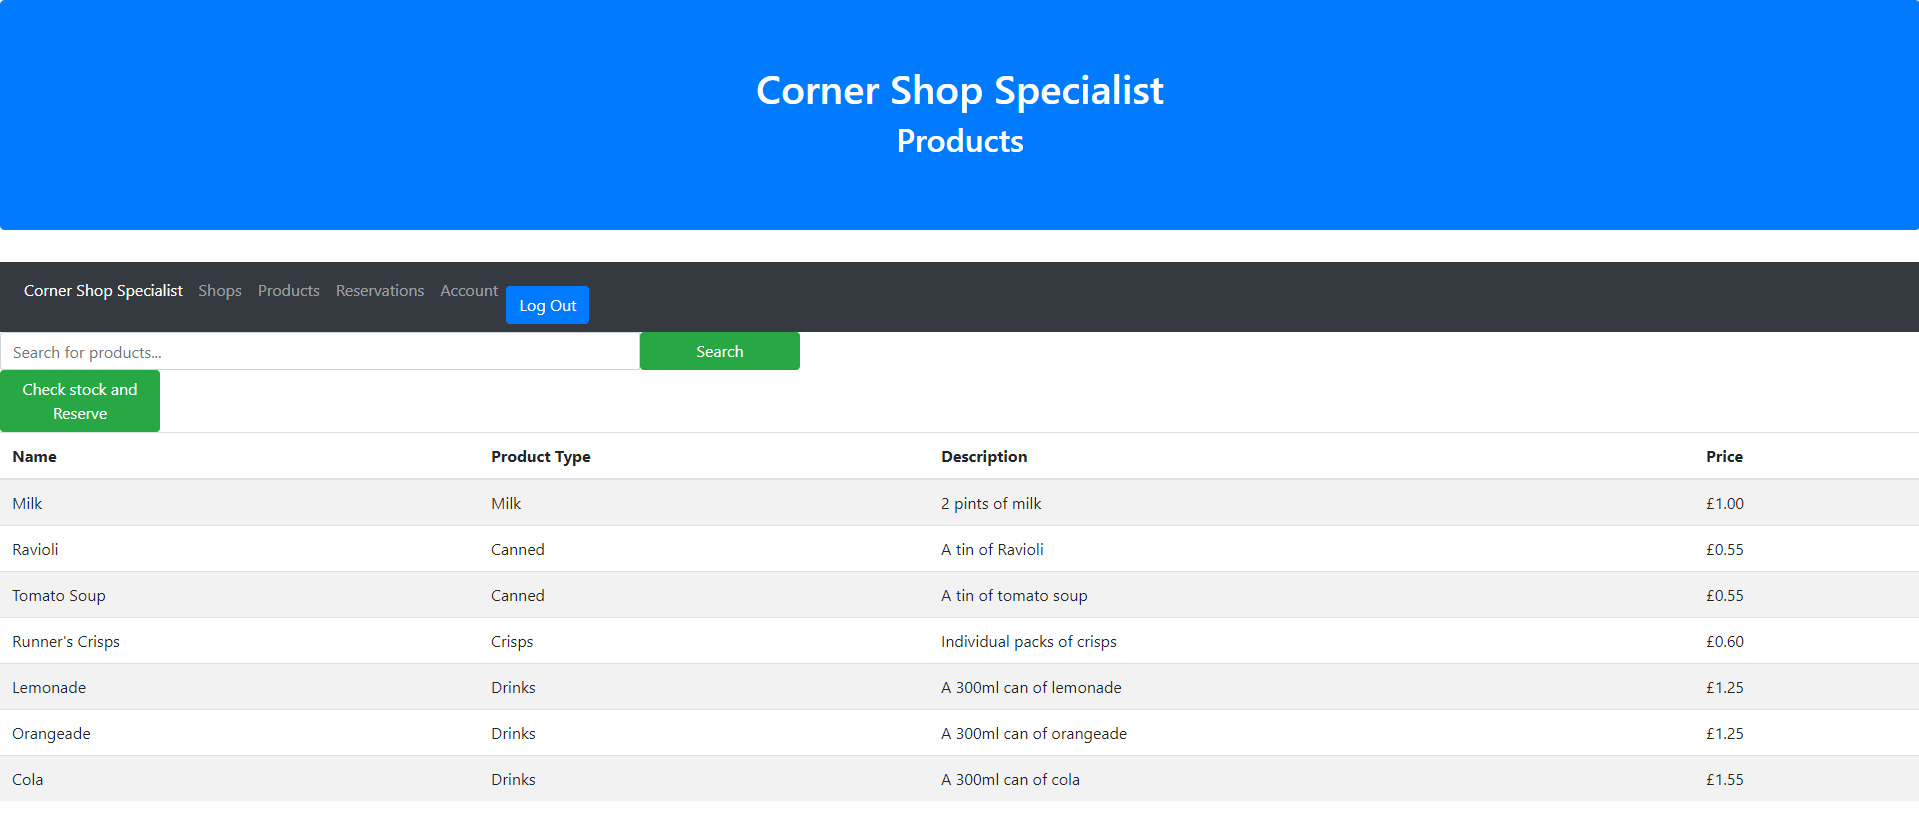 Corner Shop Specialist
Products
Corner Shop Specialist Shops Products Reservations Account Log Out
Search for products... Search
Check stock and
Reserve
Name Product Type Description Price
Milk Milk 2 pints of milk £1.00
Ravioli Canned A tin of Ravioli £0.55
Tomato Soup Canned A tin of tomato soup £0.55
Runner's Crisps Crisps Individual packs of crisps £0.60
Lemonade Drinks A 300ml can of lemonade £1.25
Orangeade Drinks A 300ml can of orangeade £1.25
Cola Drinks A 300ml can of cola £1.55